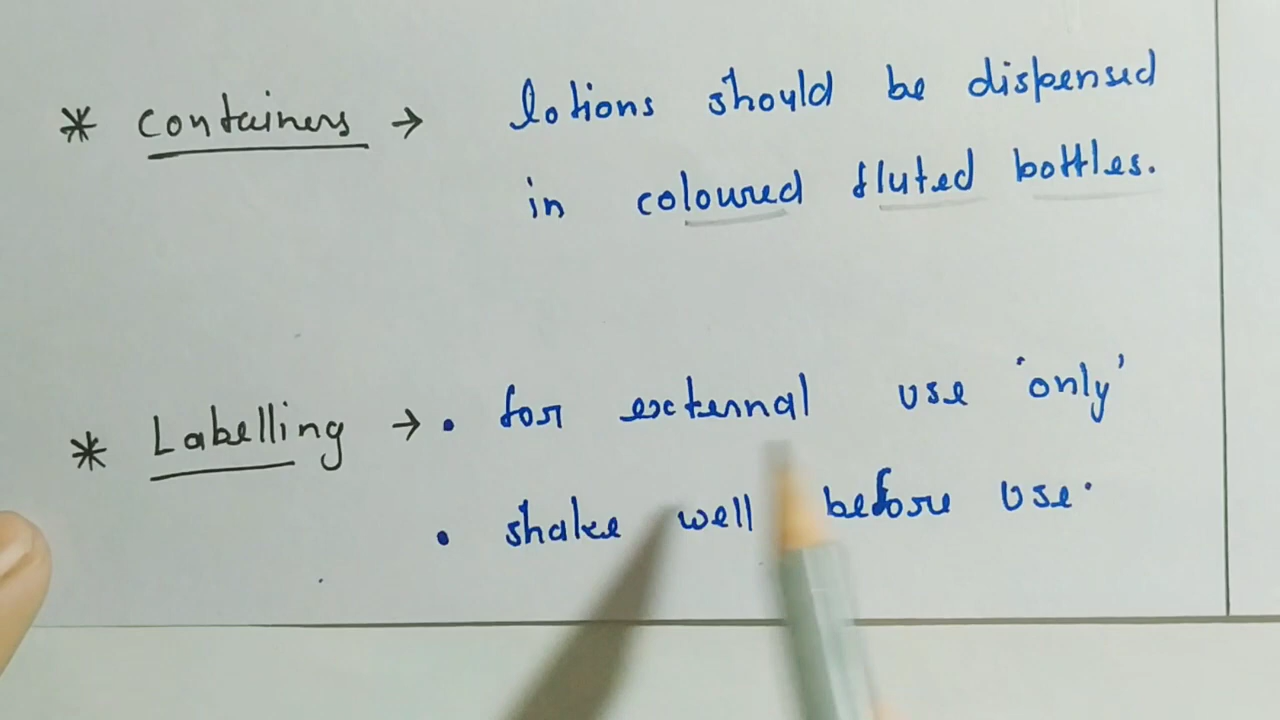 * Containers → lotions should be dispensed
in coloured fluted bottles.
* Labelling → • for external use 'only'
• shake well before use.